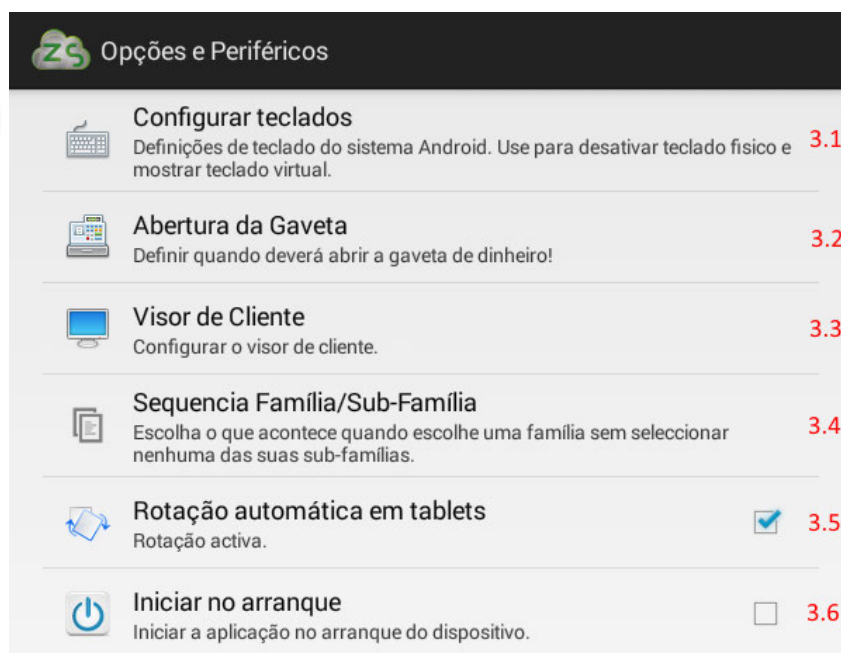 ZS Opções e Periféricos
Configurar teclados
Definições de teclado do sistema Android. Use para desativar teclado fisico e
mostrar teclado virtual.
3.1
Abertura da Gaveta
Definir quando deverá abrir a gaveta de dinheiro!
3.2
Visor de Cliente
Configurar o visor de cliente.
3.3
Sequencia Família/Sub-Família
Escolha o que acontece quando escolhe uma família sem seleccionar
nenhuma das suas sub-famílias.
3.4
Rotação automática em tablets
Rotação activa.
3.5
Iniciar no arranque
Iniciar a aplicação no arranque do dispositivo.
3.6